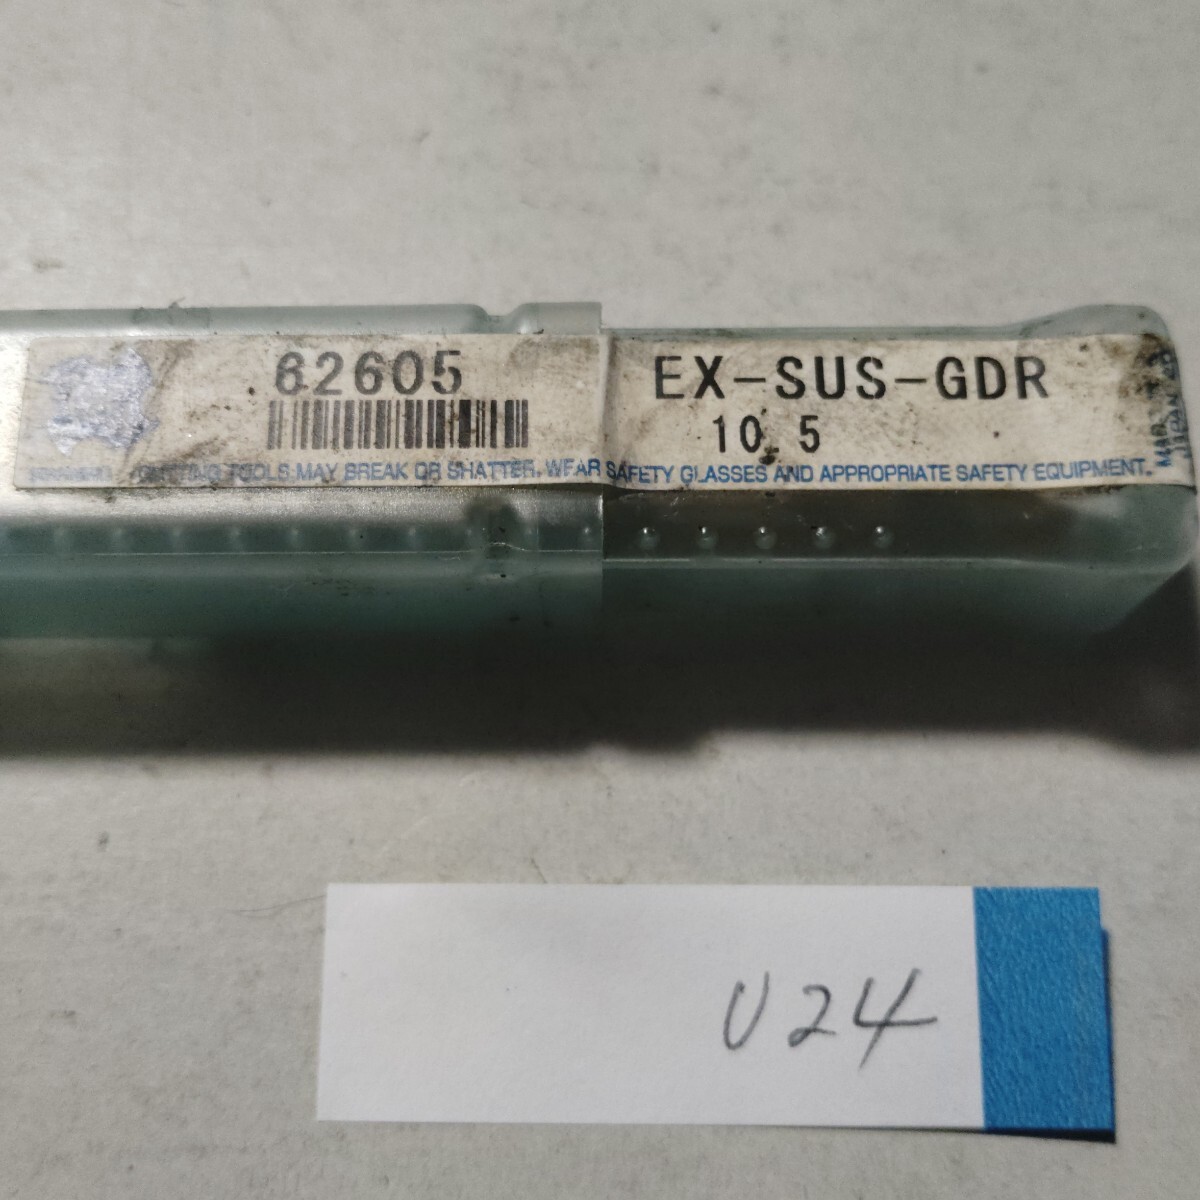 62605
EX-SUS-GDR
10.5
CUTTING TOOLS MAY BREAK OR SHATTER. WEAR SAFETY GLASSES AND APPROPRIATE SAFETY EQUIPMENT.
JAPAN
U24